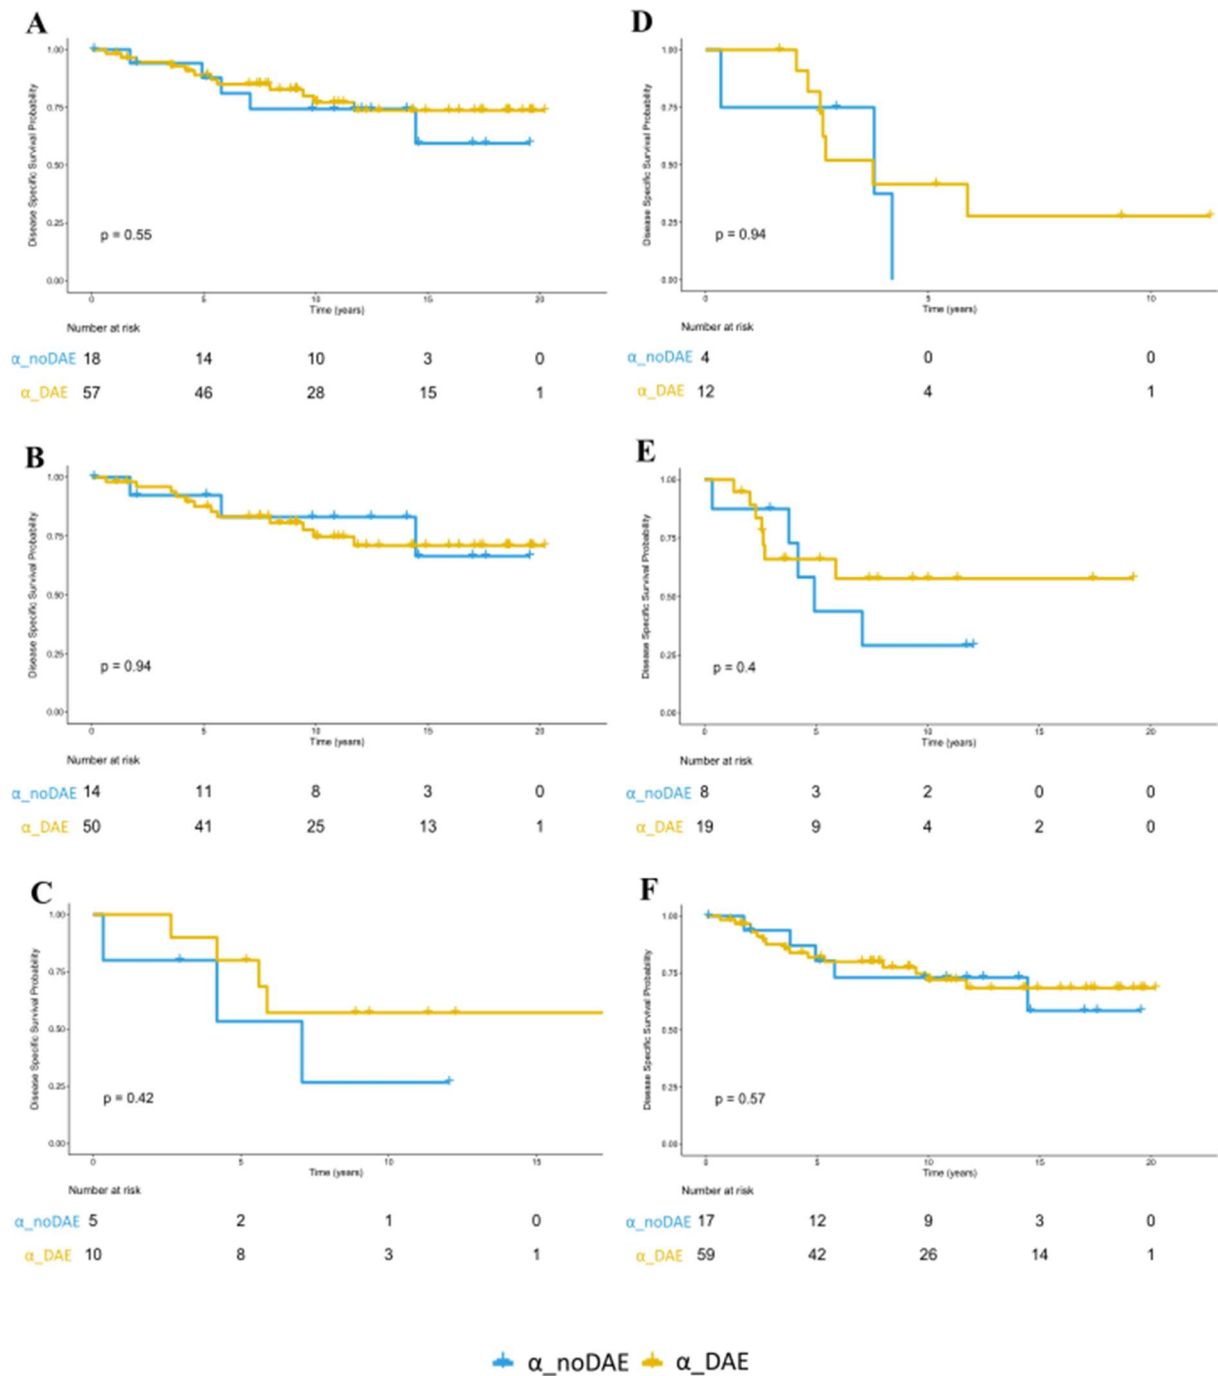 A
1.00
0.75
0.50
0.25
0.00
Disease Specific Survival Probability
p = 0.55
0 5 10 15 20
Time (years)
Number at risk
α_noDAE 18 14 10 3 0
α_DAE 57 46 28 15 1
D
1.00
0.75
0.50
0.25
0.00
Disease Specific Survival Probability
p = 0.94
0 5 10
Time (years)
Number at risk
α_noDAE 4 0 0
α_DAE 12 4 1
B
1.00
0.75
0.50
0.25
0.00
Disease Specific Survival Probability
p = 0.94
0 5 10 15 20
Time (years)
Number at risk
α_noDAE 14 11 8 3 0
α_DAE 50 41 25 13 1
E
1.00
0.75
0.50
0.25
0.00
Disease Specific Survival Probability
p = 0.4
0 5 10 15 20
Time (years)
Number at risk
α_noDAE 8 3 2 0 0
α_DAE 19 9 4 2 0
C
1.00
0.75
0.50
0.25
0.00
Disease Specific Survival Probability
p = 0.42
0 5 10 15
Time (years)
Number at risk
α_noDAE 5 2 1 0
α_DAE 10 8 3 1
F
1.00
0.75
0.50
0.25
0.00
Disease Specific Survival Probability
p = 0.57
0 5 10 15 20
Time (years)
Number at risk
α_noDAE 17 12 9 3 0
α_DAE 59 42 26 14 1
α_noDAE α_DAE